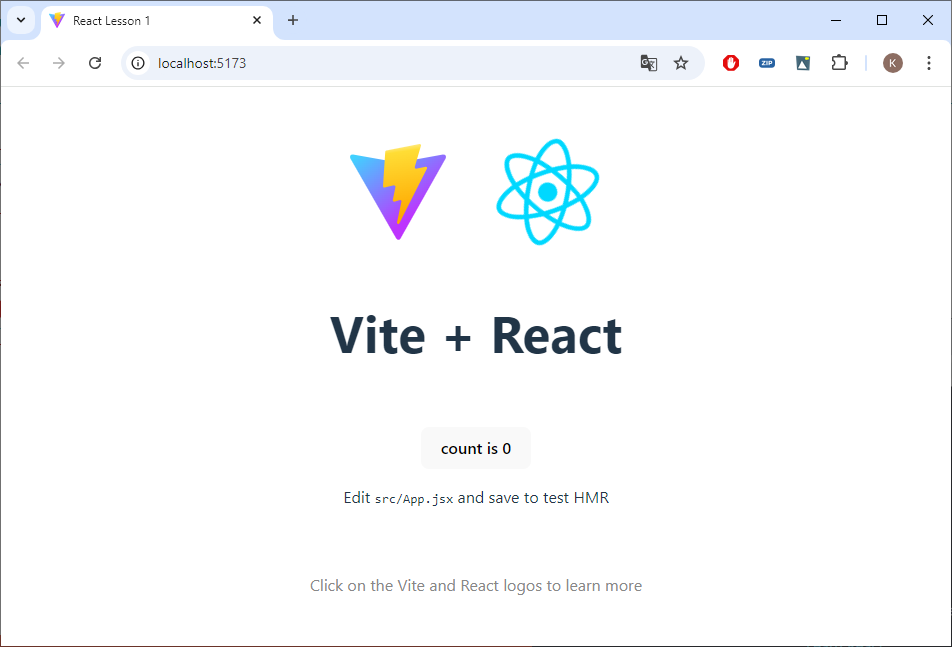 React Lesson 1
localhost:5173
ZIP
K
Vite + React
count is 0
Edit src/App.jsx and save to test HMR
Click on the Vite and React logos to learn more